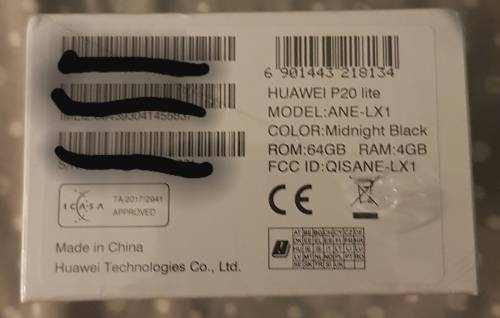 6 901443 218134
HUAWEI P20 lite
MODEL:ANE-LX1
COLOR:Midnight Black
ROM:64GB RAM:4GB
FCC ID:QISANE-LX1
ICASA
TA-2017/2941
APPROVED
CE
Made in China
Huawei Technologies Co., Ltd.